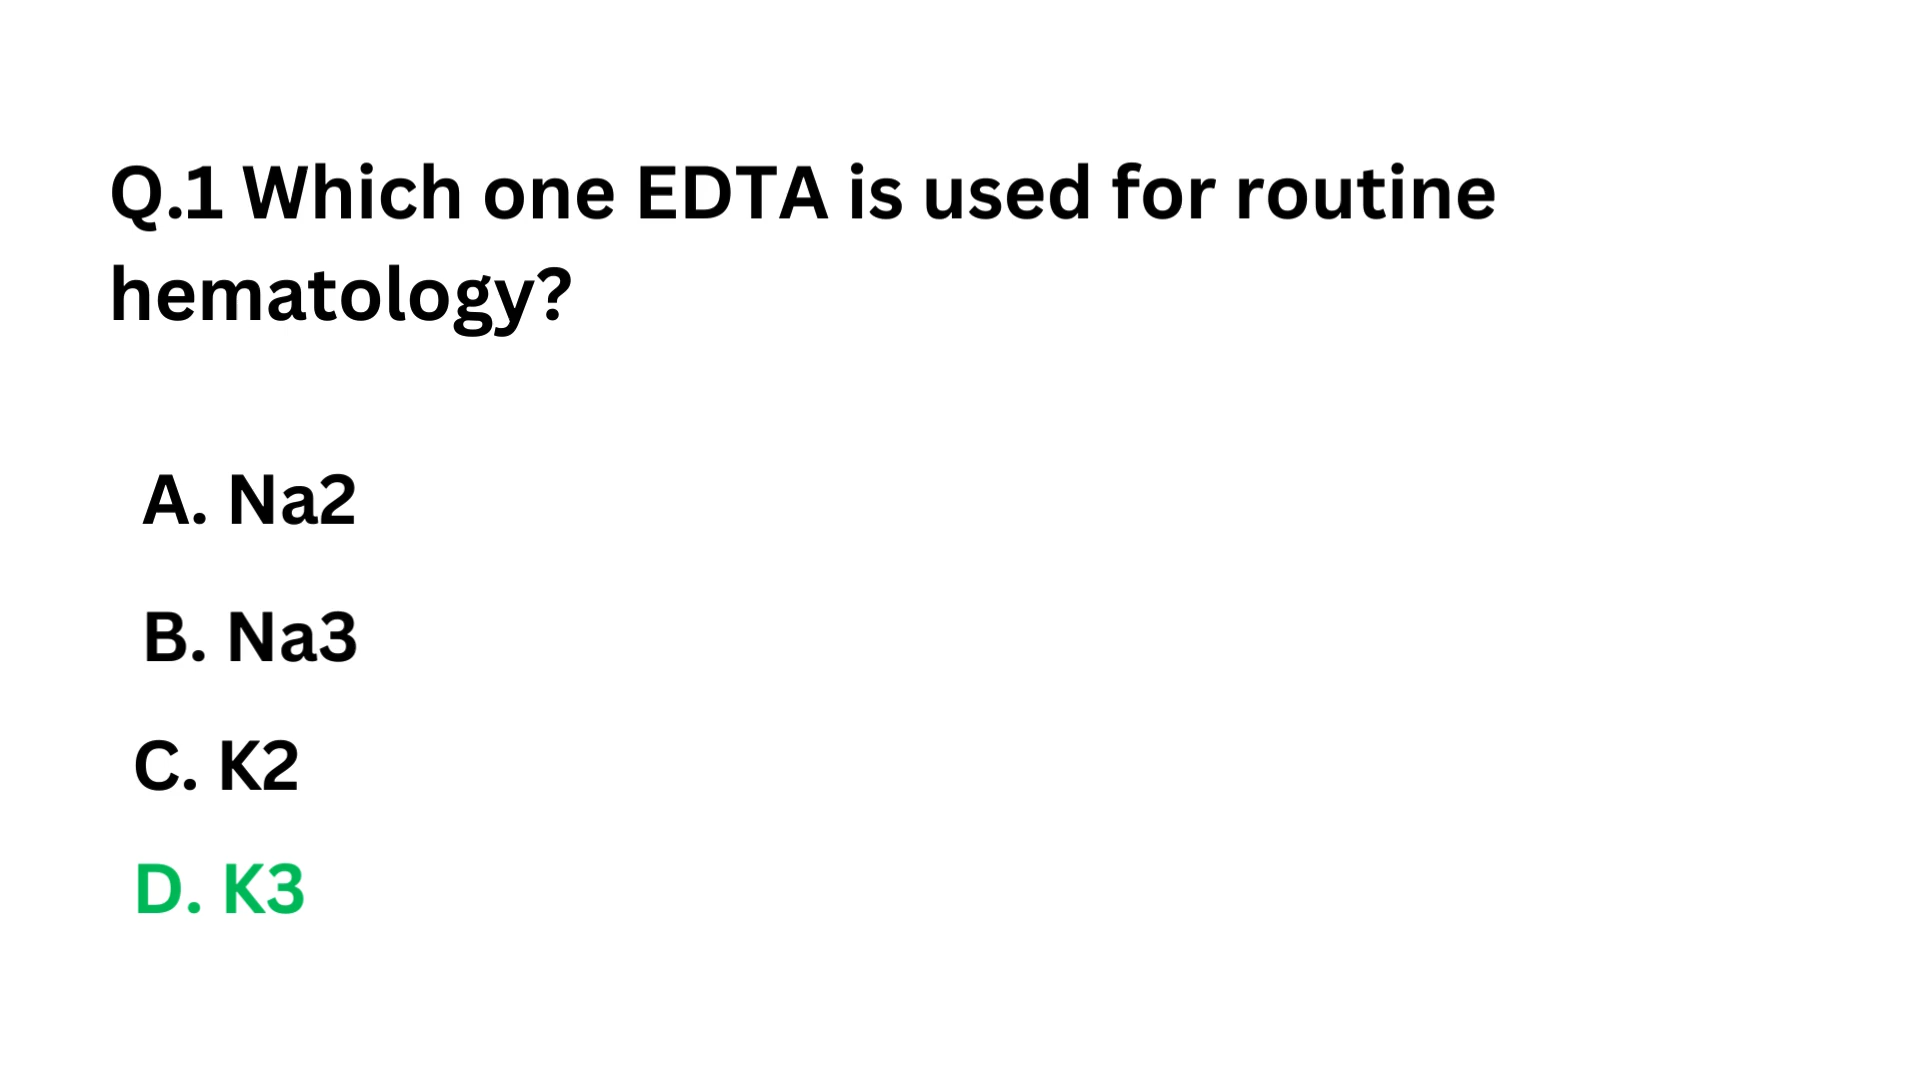 Q.1 Which one EDTA is used for routine
hematology?
A. Na2
B. Na3
C. K2
D. K3